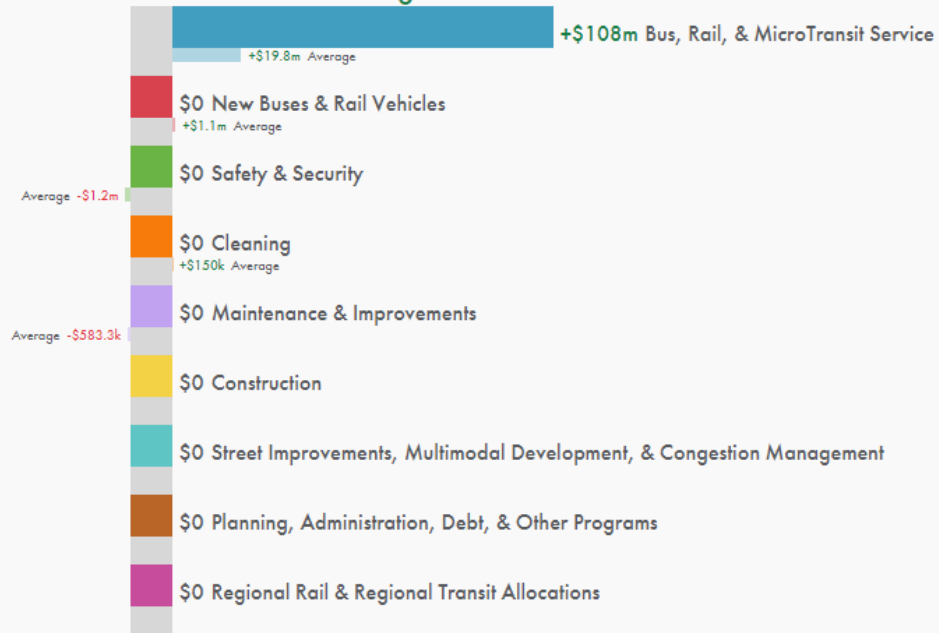 +$108m Bus, Rail, & MicroTransit Service
+$19.8m Average
$0 New Buses & Rail Vehicles
+$1.1m Average
$0 Safety & Security
Average -$1.2m
$0 Cleaning
+$150k Average
$0 Maintenance & Improvements
Average -$583.3k
$0 Construction
$0 Street Improvements, Multimodal Development, & Congestion Management
$0 Planning, Administration, Debt, & Other Programs
$0 Regional Rail & Regional Transit Allocations